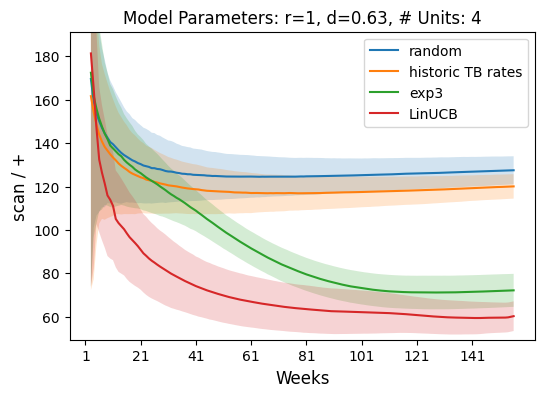 Model Parameters: r=1, d=0.63, # Units: 4
random
historic TB rates
exp3
LinUCB
scan / +
180
160
140
120
100
80
60
1 21 41 61 81 101 121 141
Weeks